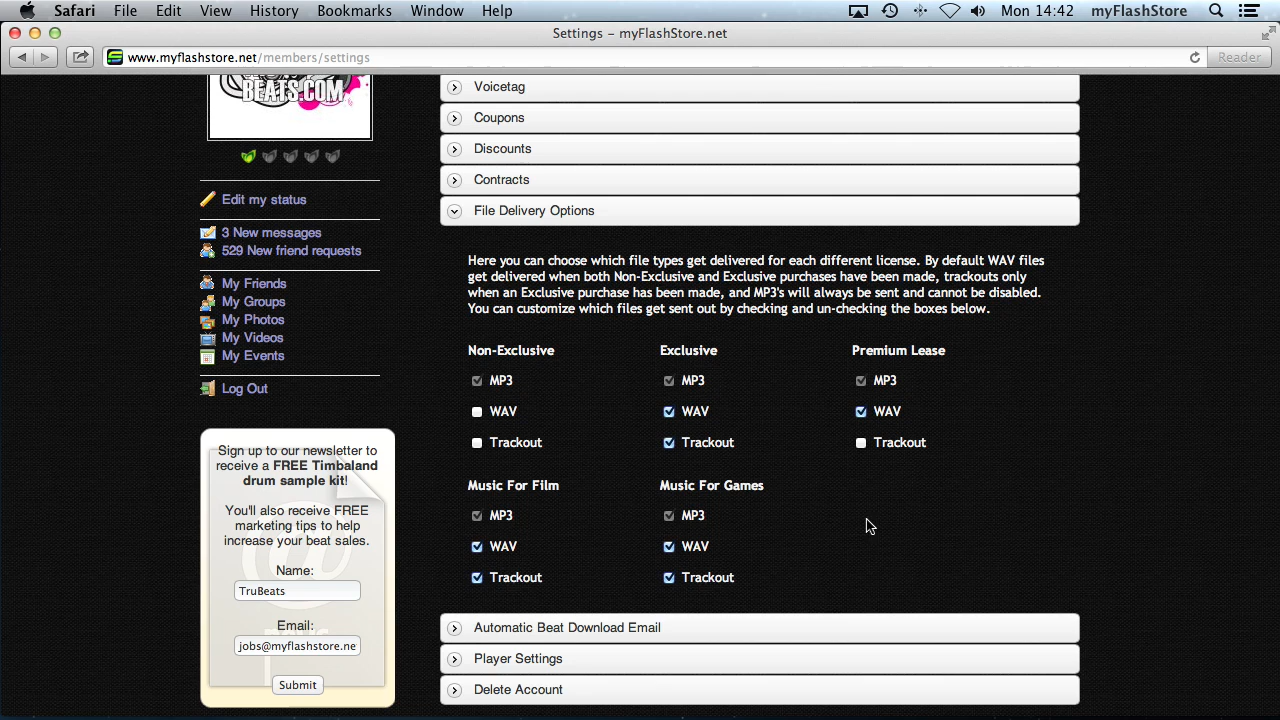 Safari File Edit View History Bookmarks Window Help Mon 14:42 myFlashStore
Settings – myFlashStore.net
www.myflashstore.net/members/settings Reader
BEATS.COM
Edit my status
3 New messages
529 New friend requests
My Friends
My Groups
My Photos
My Videos
My Events
Log Out
Sign up to our newsletter to
receive a FREE Timbaland
drum sample kit!
You'll also receive FREE
marketing tips to help
increase your beat sales.
Name:
TruBeats
Email:
jobs@myflashstore.ne
Submit
Voicetag
Coupons
Discounts
Contracts
File Delivery Options
Here you can choose which file types get delivered for each different license. By default WAV files
get delivered when both Non-Exclusive and Exclusive purchases have been made, trackouts only
when an Exclusive purchase has been made, and MP3's will always be sent and cannot be disabled.
You can customize which files get sent out by checking and un-checking the boxes below.
Non-Exclusive Exclusive Premium Lease
MP3 MP3 MP3
WAV WAV WAV
Trackout Trackout Trackout
Music For Film Music For Games
MP3 MP3
WAV WAV
Trackout Trackout
Automatic Beat Download Email
Player Settings
Delete Account